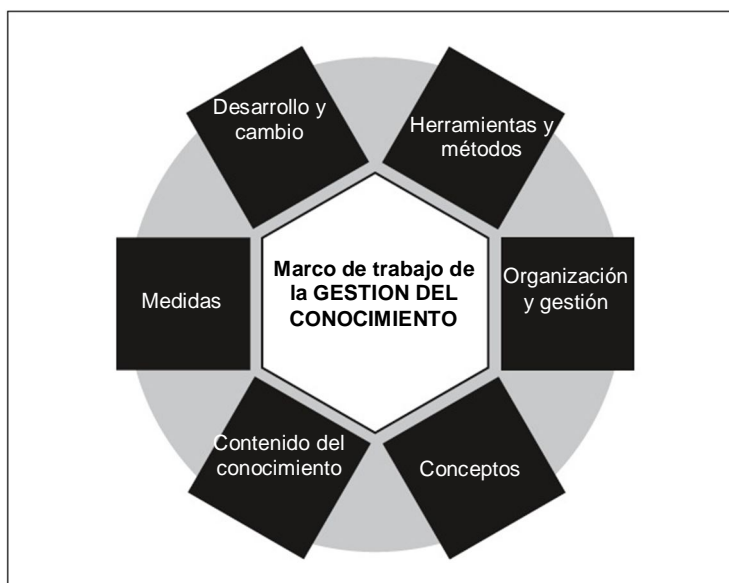 Desarrollo y
cambio
Herramientas y
métodos
Marco de trabajo de
la GESTION DEL
CONOCIMIENTO
Medidas
Organización
y gestión
Contenido del
conocimiento
Conceptos